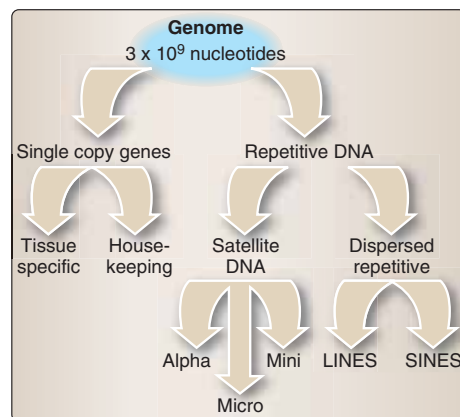 Genome
3 x 10⁹ nucleotides
Single copy genes
Repetitive DNA
Tissue
specific
House-
keeping
Satellite
DNA
Dispersed
repetitive
Alpha
Micro
Mini
LINES
SINES